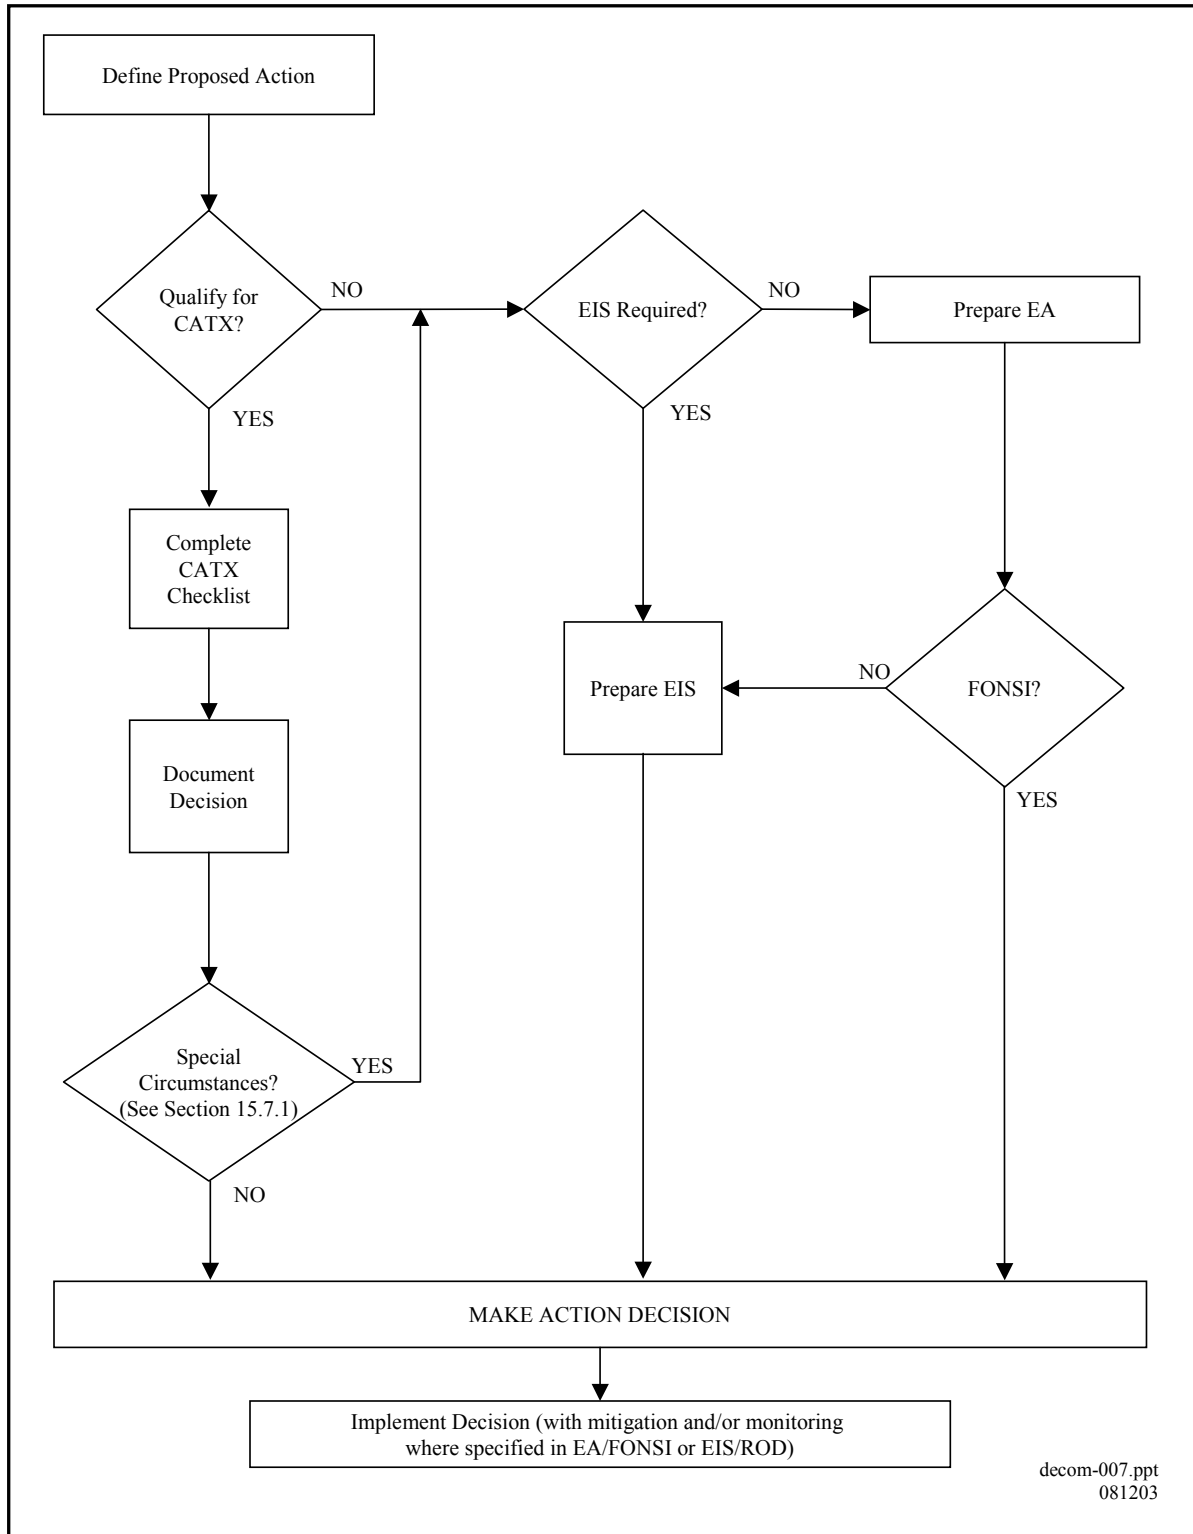 Define Proposed Action
Qualify for
CATX?
NO
YES
EIS Required?
NO
YES
Prepare EA
Complete
CATX
Checklist
Document
Decision
Prepare EIS
NO
FONSI?
YES
Special
Circumstances?
(See Section 15.7.1)
YES
NO
MAKE ACTION DECISION
Implement Decision (with mitigation and/or monitoring
where specified in EA/FONSI or EIS/ROD)
decom-007.ppt
081203